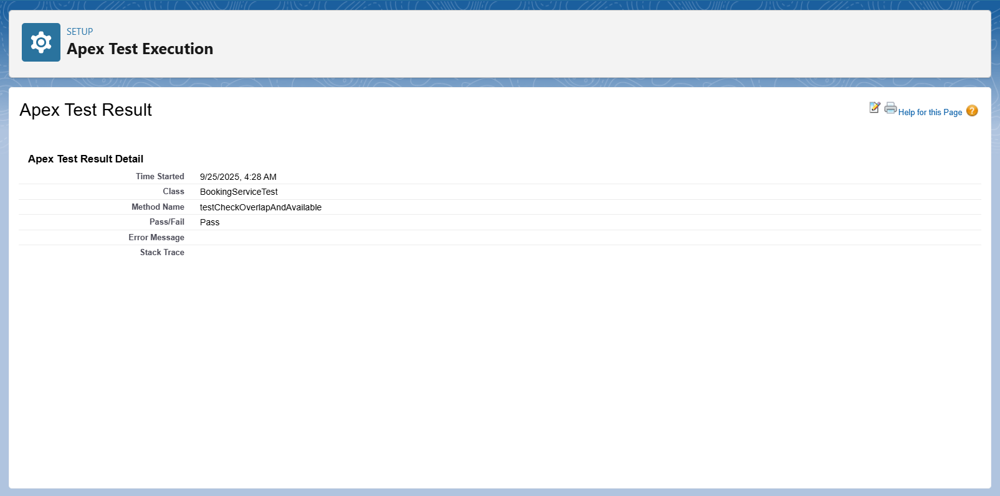 SETUP
Apex Test Execution
Apex Test Result
Help for this Page ?
Apex Test Result Detail
Time Started 9/25/2025, 4:28 AM
Class BookingServiceTest
Method Name testCheckOverlapAndAvailable
Pass/Fail Pass
Error Message
Stack Trace